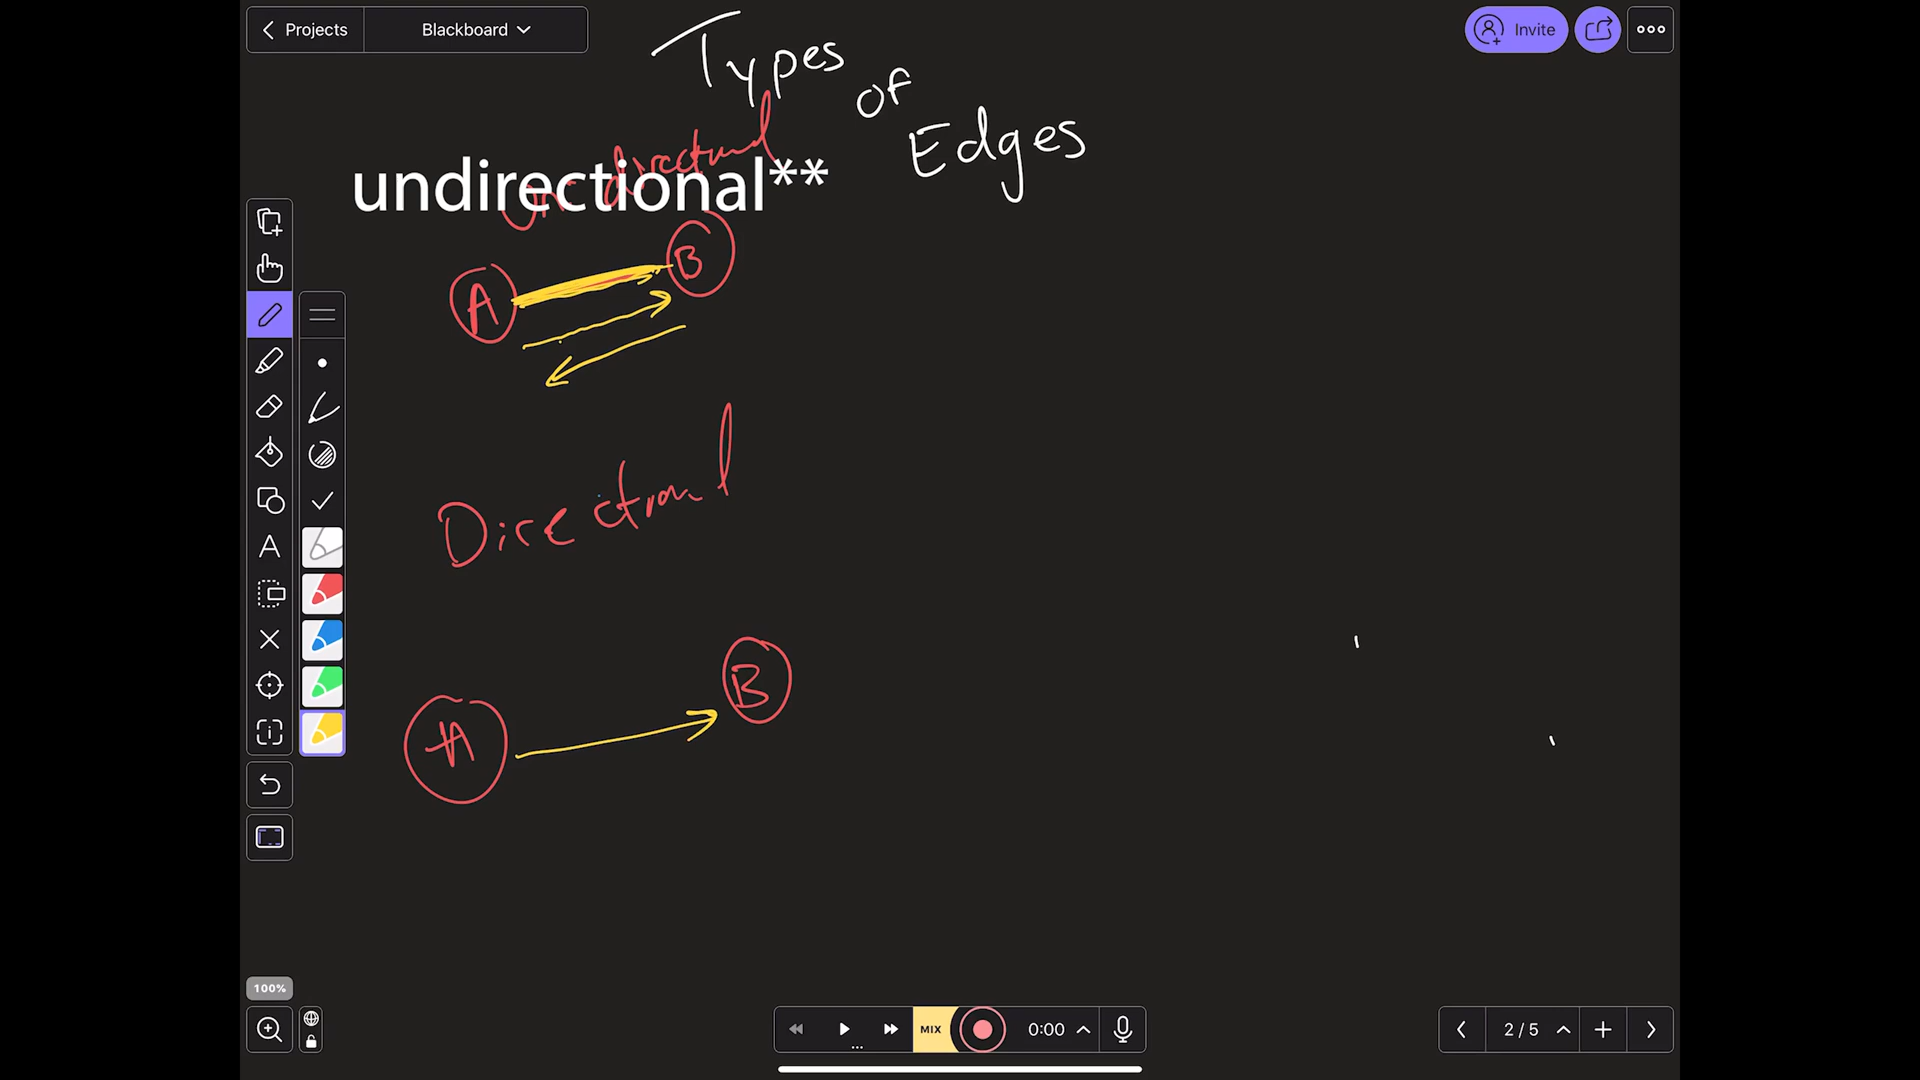 Projects
Blackboard
Invite
Types
of
Edges
undirectional**
A
B
Directional
A
B
100%
MIX
0:00
2 / 5